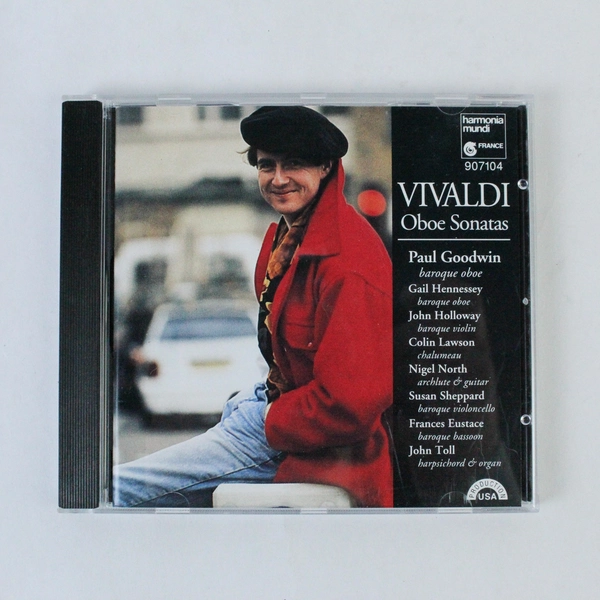 harmonia
mundi
FRANCE
907104
VIVALDI
Oboe Sonatas
Paul Goodwin
baroque oboe
Gail Hennessey
baroque oboe
John Holloway
baroque violin
Colin Lawson
chalumeau
Nigel North
archlute & guitar
Susan Sheppard
baroque violoncello
Frances Eustace
baroque bassoon
John Toll
harpsichord & organ
PRODUCTION
USA